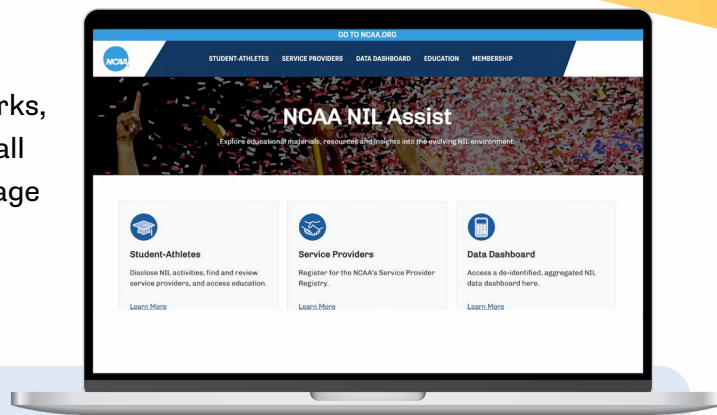 rks,
all
age
GO TO NCAA.ORG
NCAA
STUDENT-ATHLETES SERVICE PROVIDERS DATA DASHBOARD EDUCATION MEMBERSHIP
NCAA NIL Assist
Explore educational materials, resources and insights into the evolving NIL environment.
Student-Athletes
Disclose NIL activities, find and review
service providers, and access education.
Learn More
Service Providers
Register for the NCAA's Service Provider
Registry.
Learn More
Data Dashboard
Access a de-identified, aggregated NIL
data dashboard here.
Learn More